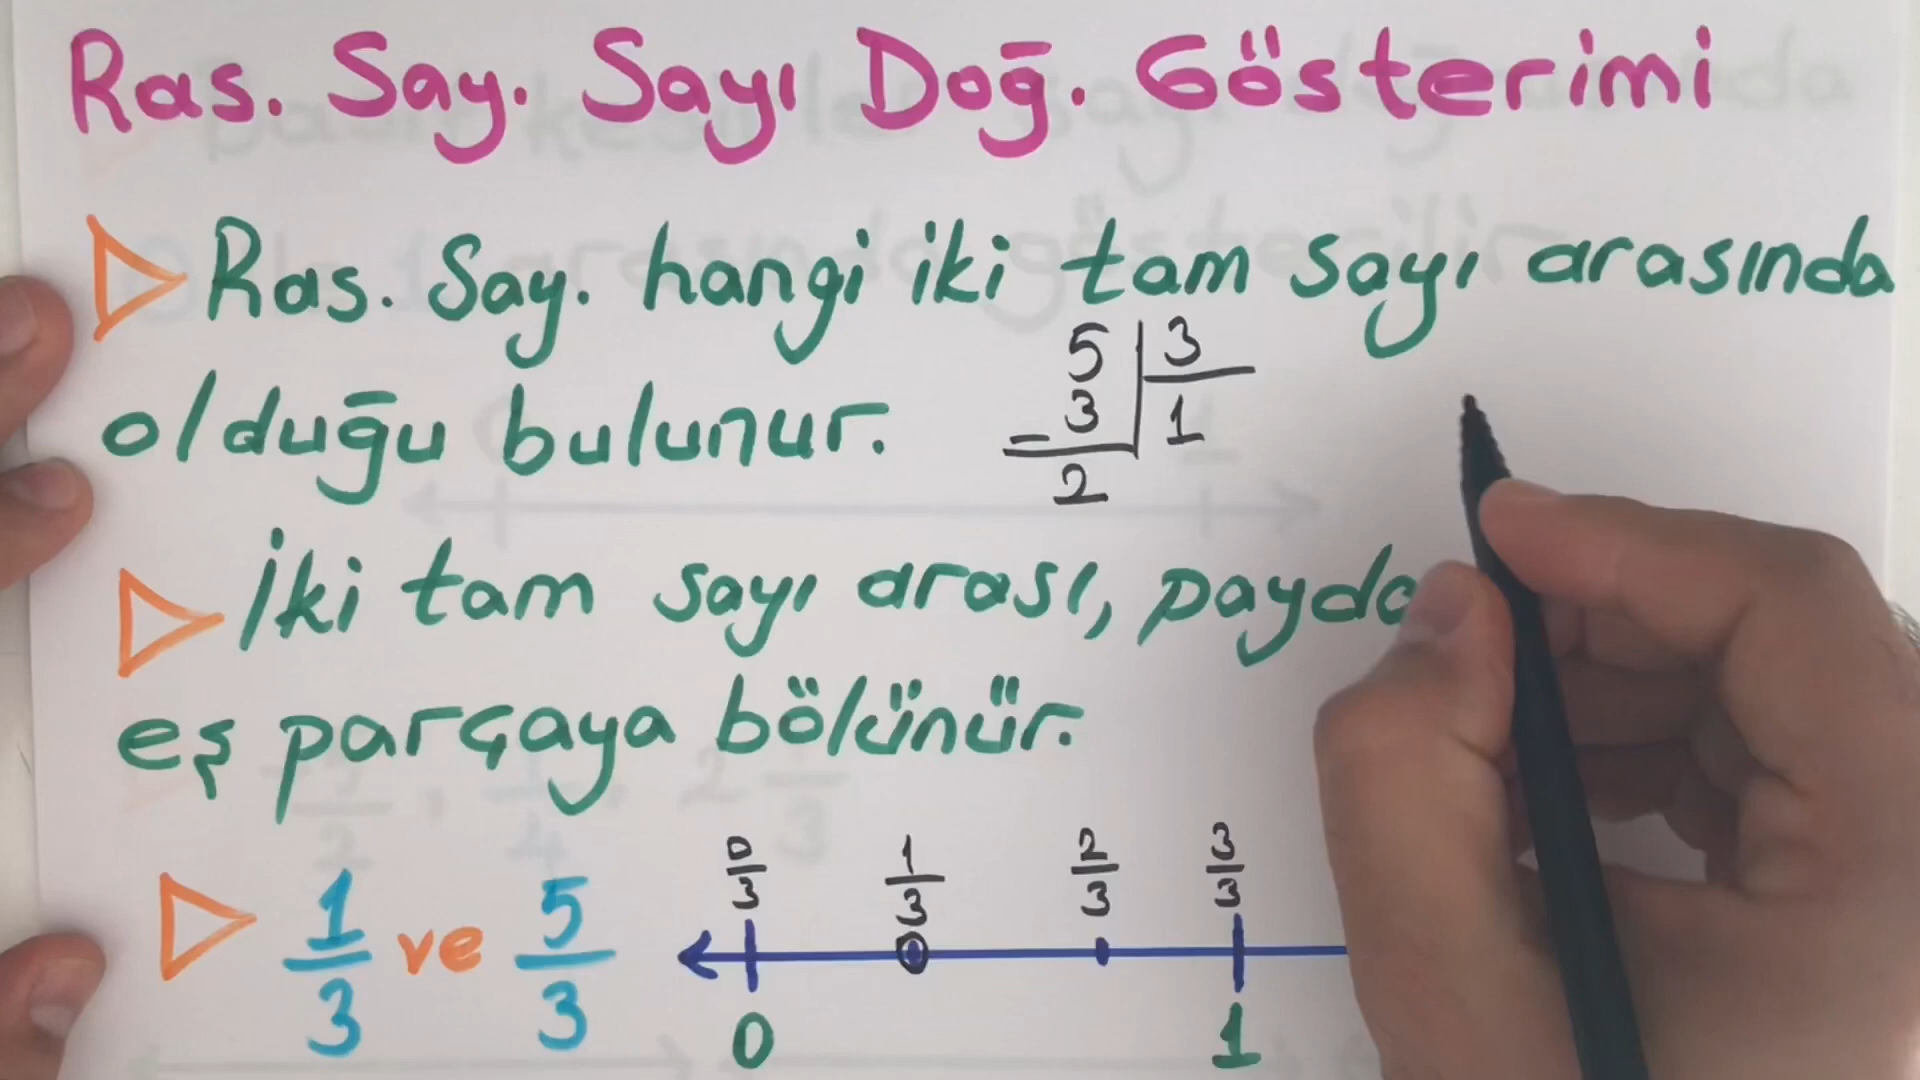 Ras. Say. Sayı Doğ. Gösterimi
Ras. Say. hangi iki tam sayı arasında
olduğu bulunur.
5 3
- 3 1
2
İki tam sayı arası,
eş parçaya bölünür.
1/3 ve 5/3
0/3 1/3 2/3 3/3
0 1